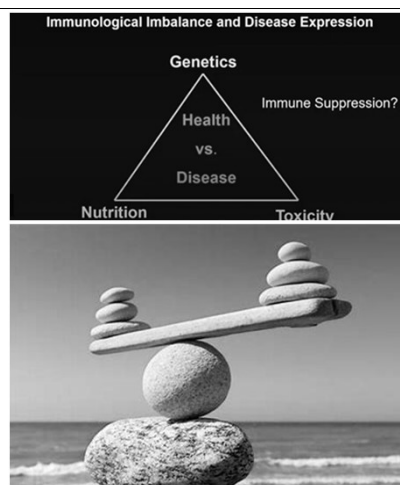 Immunological Imbalance and Disease Expression
Genetics
Immune Suppression?
Health
vs.
Disease
Nutrition
Toxicity